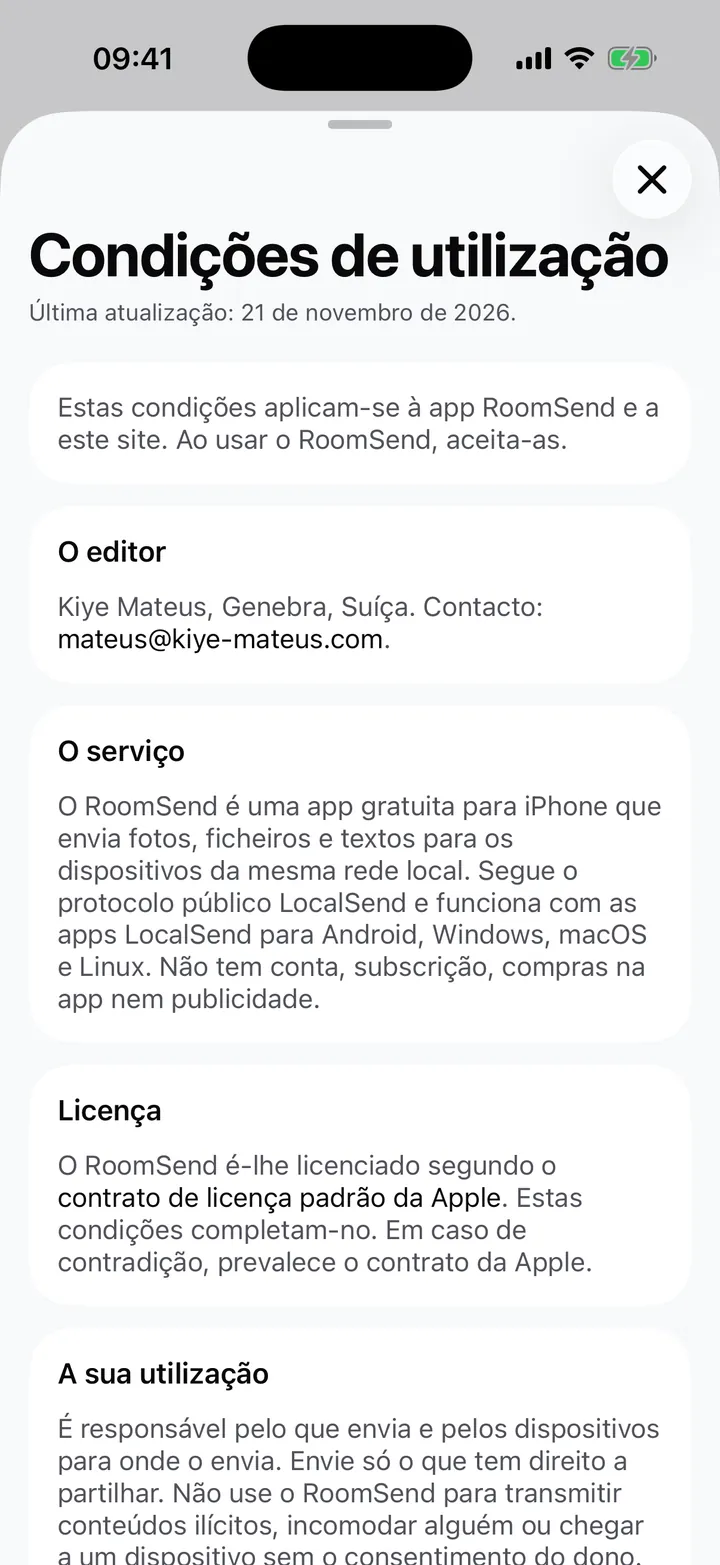 09:41
Condições de utilização
Última atualização: 21 de novembro de 2026.
Estas condições aplicam-se à app RoomSend e a
este site. Ao usar o RoomSend, aceita-as.
O editor
Kiye Mateus, Genebra, Suíça. Contacto:
mateus@kiye-mateus.com.
O serviço
O RoomSend é uma app gratuita para iPhone que
envia fotos, ficheiros e textos para os
dispositivos da mesma rede local. Segue o
protocolo público LocalSend e funciona com as
apps LocalSend para Android, Windows, macOS
e Linux. Não tem conta, subscrição, compras na
app nem publicidade.
Licença
O RoomSend é-lhe licenciado segundo o
contrato de licença padrão da Apple. Estas
condições completam-no. Em caso de
contradição, prevalece o contrato da Apple.
A sua utilização
É responsável pelo que envia e pelos dispositivos
para onde o envia. Envie só o que tem direito a
partilhar. Não use o RoomSend para transmitir
conteúdos ilícitos, incomodar alguém ou chegar
a um dispositivo sem o consentimento do dono.